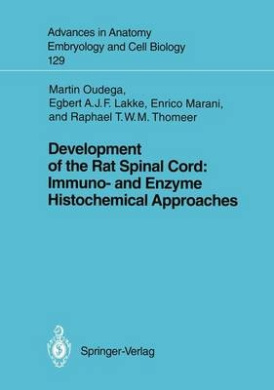 Advances in Anatomy
Embryology and Cell Biology
129
Martin Oudega,
Egbert A.J.F. Lakke, Enrico Marani,
and Raphael T.W.M. Thomeer
Development
of the Rat Spinal Cord:
Immuno- and Enzyme
Histochemical Approaches
Springer-Verlag